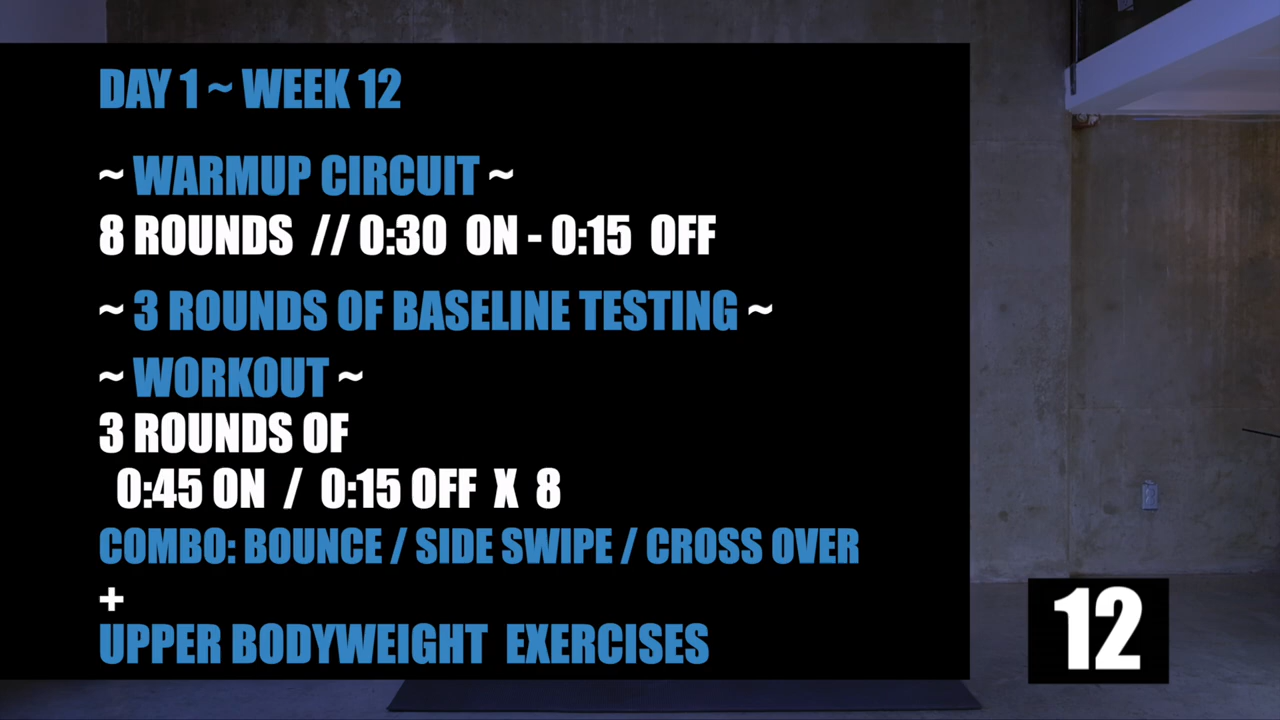 DAY 1 ~ WEEK 12
~ WARMUP CIRCUIT ~
8 ROUNDS // 0:30 ON - 0:15 OFF
~ 3 ROUNDS OF BASELINE TESTING ~
~ WORKOUT ~
3 ROUNDS OF
0:45 ON / 0:15 OFF X 8
COMBO: BOUNCE / SIDE SWIPE / CROSS OVER
+
UPPER BODYWEIGHT EXERCISES
12